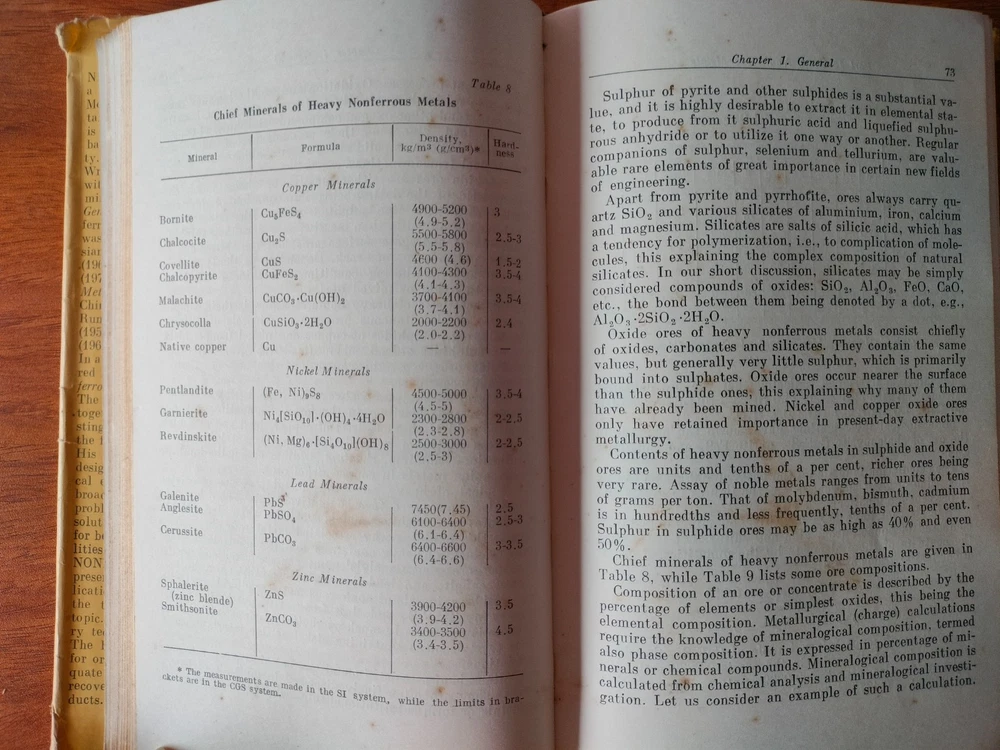 Table 8
Chief Minerals of Heavy Nonferrous Metals
Mineral Formula Density, kg/m³ (g/cm³)* Hardness
Copper Minerals
Bornite Cu₅FeS₄ 4900-5200 3
(4.9-5.2)
Chalcocite Cu₂S 5500-5800 2.5-3
(5.5-5.8)
Covellite CuS 4600 (4.6) 1.5-2
Chalcopyrite CuFeS₂ 4100-4300 3.5-4
(4.1-4.3)
Malachite CuCO₃·Cu(OH)₂ 3700-4100 3.5-4
(3.7-4.1)
Chrysocolla CuSiO₃·2H₂O 2000-2200 2.4
(2.0-2.2)
Native copper Cu — —
Nickel Minerals
Pentlandite (Fe, Ni)₉S₈ 4500-5000 3.5-4
(4.5-5)
Garnierite Ni₄[Si₄O₁₀]·(OH)₄·4H₂O 2300-2800 2-2.5
(2.3-2.8)
Revdinskite (Ni, Mg)₆·[Si₄O₁₀](OH)₈ 2500-3000 2-2.5
(2.5-3)
Lead Minerals
Galenite PbS 7450(7.45) 2.5
Anglesite PbSO₄ 6100-6400 2.5-3
(6.1-6.4)
Cerussite PbCO₃ 6400-6600 3-3.5
(6.4-6.6)
Zinc Minerals
Sphalerite ZnS 3900-4200 3.5
(zinc blende) (3.9-4.2)
Smithsonite ZnCO₃ 3400-3500 4.5
(3.4-3.5)
* The measurements are made in the SI system, while the limits in bra-
ckets are in the CGS system.
Chapter 1. General 73
Sulphur of pyrite and other sulphides is a substantial va-
lue, and it is highly desirable to extract it in elemental sta-
te, to produce from it sulphuric acid and liquefied sulphu-
rous anhydride or to utilize it one way or another. Regular
companions of sulphur, selenium and tellurium, are valu-
able rare elements of great importance in certain new fields
of engineering.
Apart from pyrite and pyrrhotite, ores always carry qu-
artz SiO₂ and various silicates of aluminium, iron, calcium
and magnesium. Silicates are salts of silicic acid, which has
a tendency for polymerization, i.e., to complication of mole-
cules, this explaining the complex composition of natural
silicates. In our short discussion, silicates may be simply
considered compounds of oxides: SiO₂, Al₂O₃, FeO, CaO,
etc., the bond between them being denoted by a dot, e.g.,
Al₂O₃·2SiO₂·2H₂O.
Oxide ores of heavy nonferrous metals consist chiefly
of oxides, carbonates and silicates. They contain the same
values, but generally very little sulphur, which is primarily
bound into sulphates. Oxide ores occur nearer the surface
than the sulphide ones, this explaining why many of them
have already been mined. Nickel and copper oxide ores
only have retained importance in present-day extractive
metallurgy.
Contents of heavy nonferrous metals in sulphide and oxide
ores are units and tenths of a per cent, richer ores being
very rare. Assay of noble metals ranges from units to tens
of grams per ton. That of molybdenum, bismuth, cadmium
is in hundredths and less frequently, tenths of a per cent.
Sulphur in sulphide ores may be as high as 40% and even
50%.
Chief minerals of heavy nonferrous metals are given in
Table 8, while Table 9 lists some ore compositions.
Composition of an ore or concentrate is described by the
percentage of elements or simplest oxides, this being the
elemental composition. Metallurgical (charge) calculations
require the knowledge of mineralogical composition, termed
also phase composition. It is expressed in percentage of mi-
nerals or chemical compounds. Mineralogical composition is
calculated from chemical analysis and mineralogical investi-
gation. Let us consider an example of such a calculation.